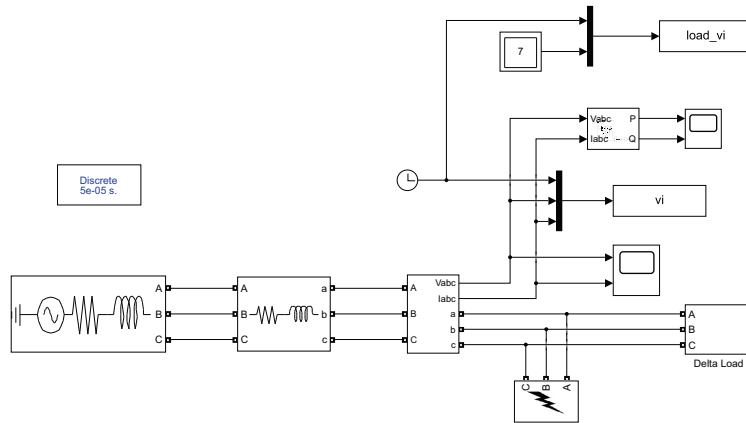 load_vi
7
Vabc P
Iabc Q
Discrete
5e-05 s.
vi
A A a A Vabc
Iabc
B B b B a A
b B
C C c C c C
Delta Load
C B A